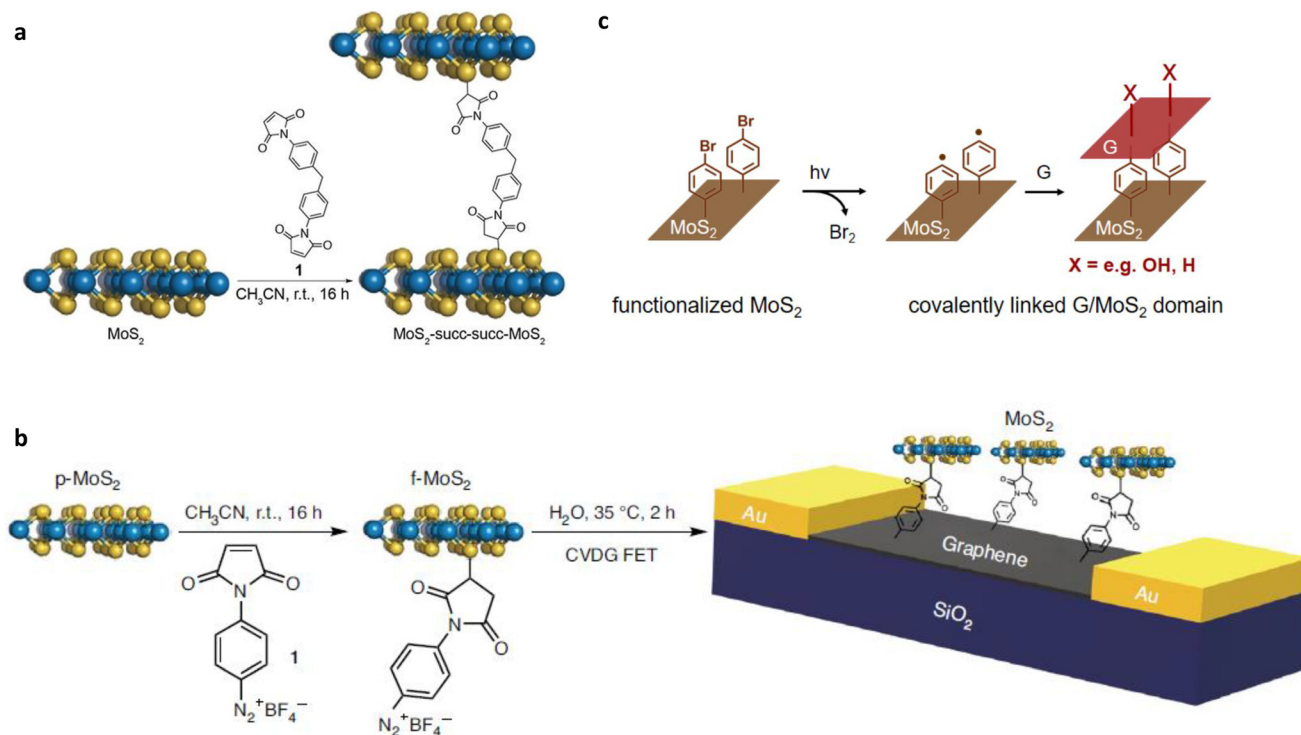 a
O
N
O
O
N
O
1
CH₃CN, r.t., 16 h
MoS₂
O
N
O
O
N
O
MoS₂-succ-succ-MoS₂
c
Br
Br
MoS₂
hν
Br₂
MoS₂
G
X
X
G
MoS₂
X = e.g. OH, H
functionalized MoS₂
covalently linked G/MoS₂ domain
b
p-MoS₂
CH₃CN, r.t., 16 h
O
N
O
1
N₂⁺BF₄⁻
f-MoS₂
O
N
O
N₂⁺BF₄⁻
H₂O, 35 °C, 2 h
CVDG FET
MoS₂
O
N
O
O
N
O
O
N
O
Au
Graphene
Au
SiO₂